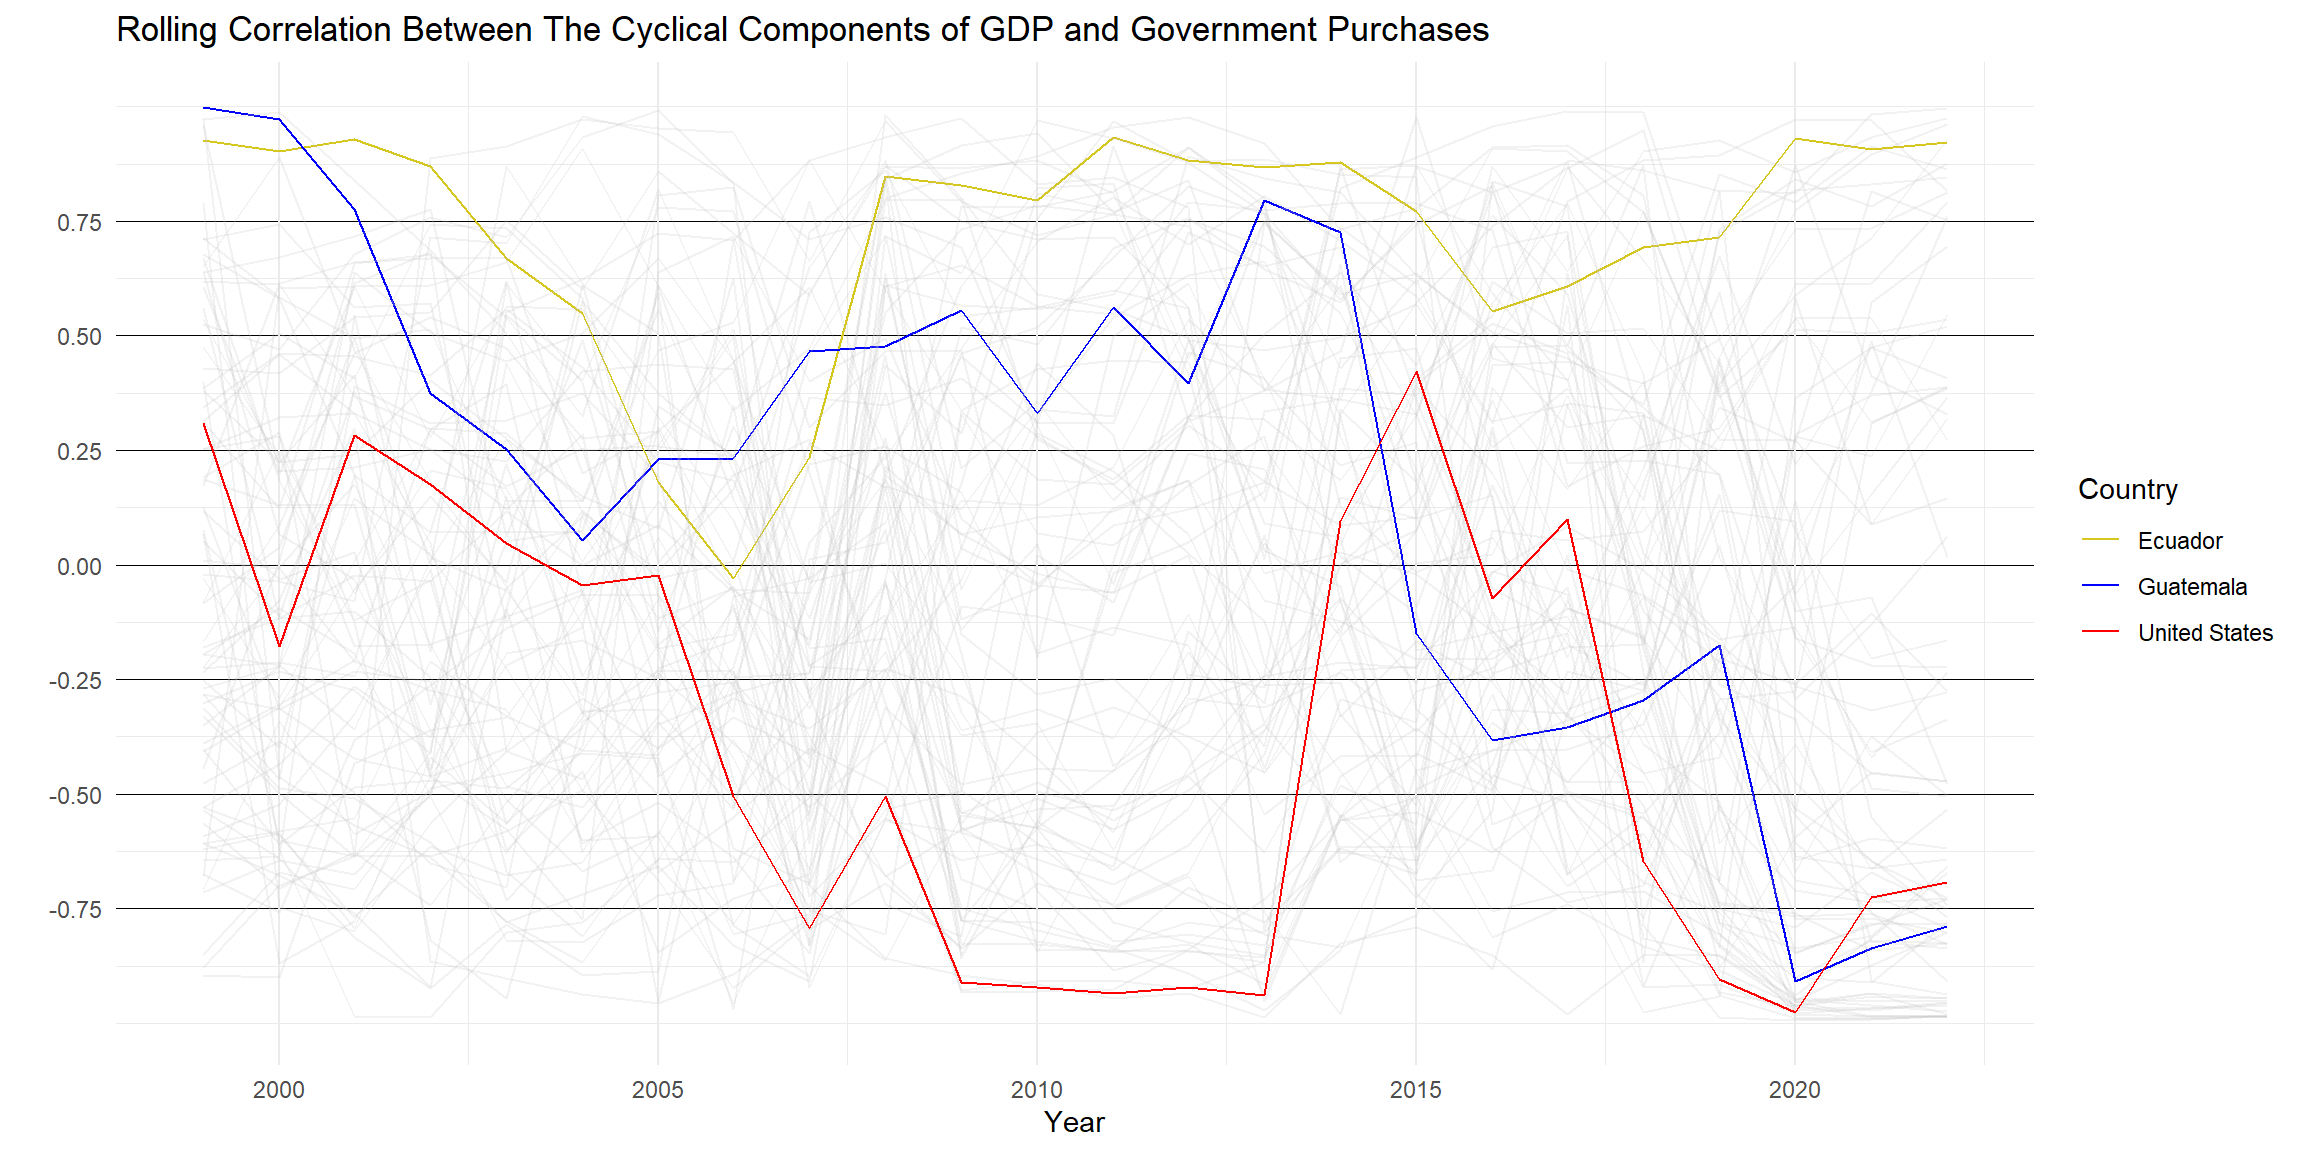 Rolling Correlation Between The Cyclical Components of GDP and Government Purchases
0.75
0.50
0.25
0.00
-0.25
-0.50
-0.75
2000 2005 2010 2015 2020
Year
Country
Ecuador
Guatemala
United States